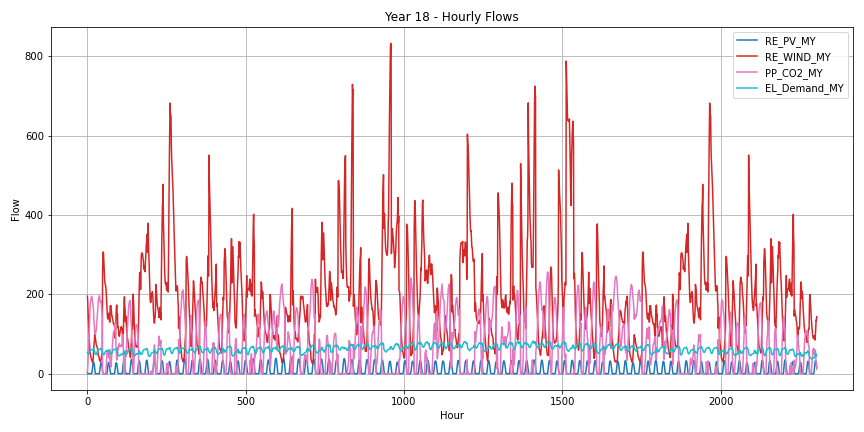 Year 18 - Hourly Flows
RE_PV_MY
RE_WIND_MY
PP_CO2_MY
EL_Demand_MY
800
600
400
200
0
Flow
0 500 1000 1500 2000
Hour